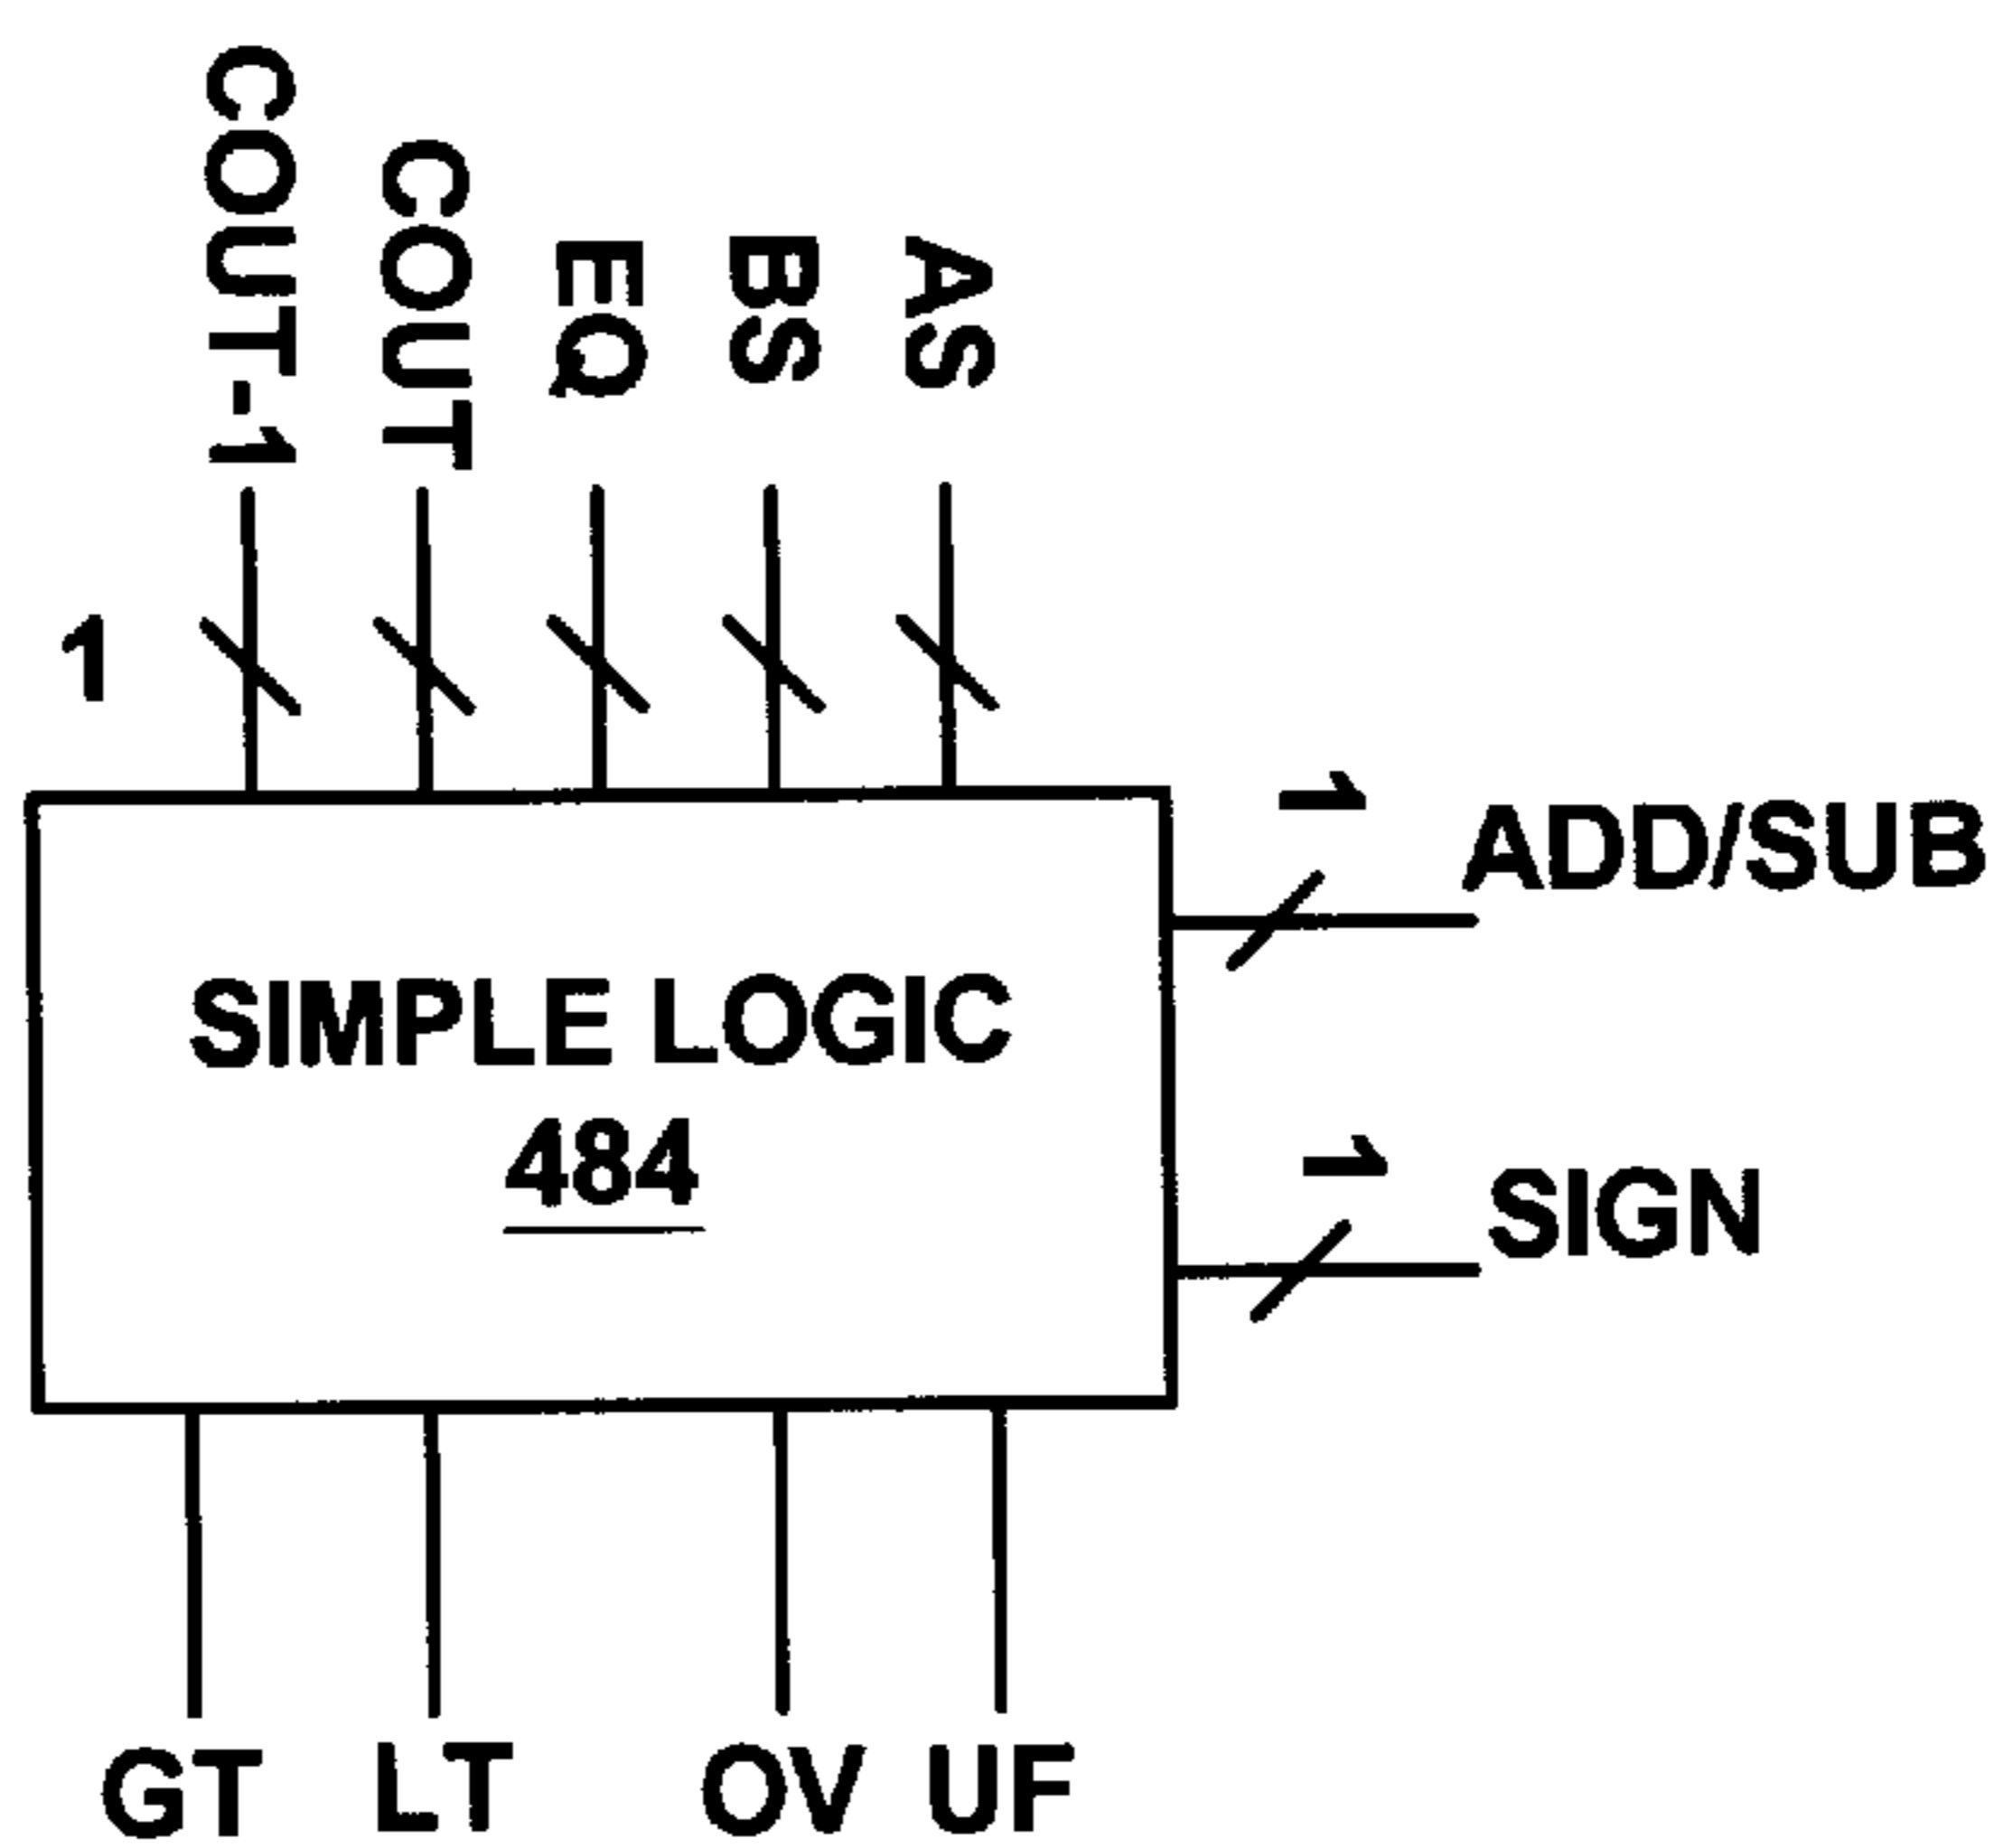 COUT-1
COUT
EQ
BS
AS
1
1
ADD/SUB
SIMPLE LOGIC
484
1
SIGN
GT
LT
OV
UF